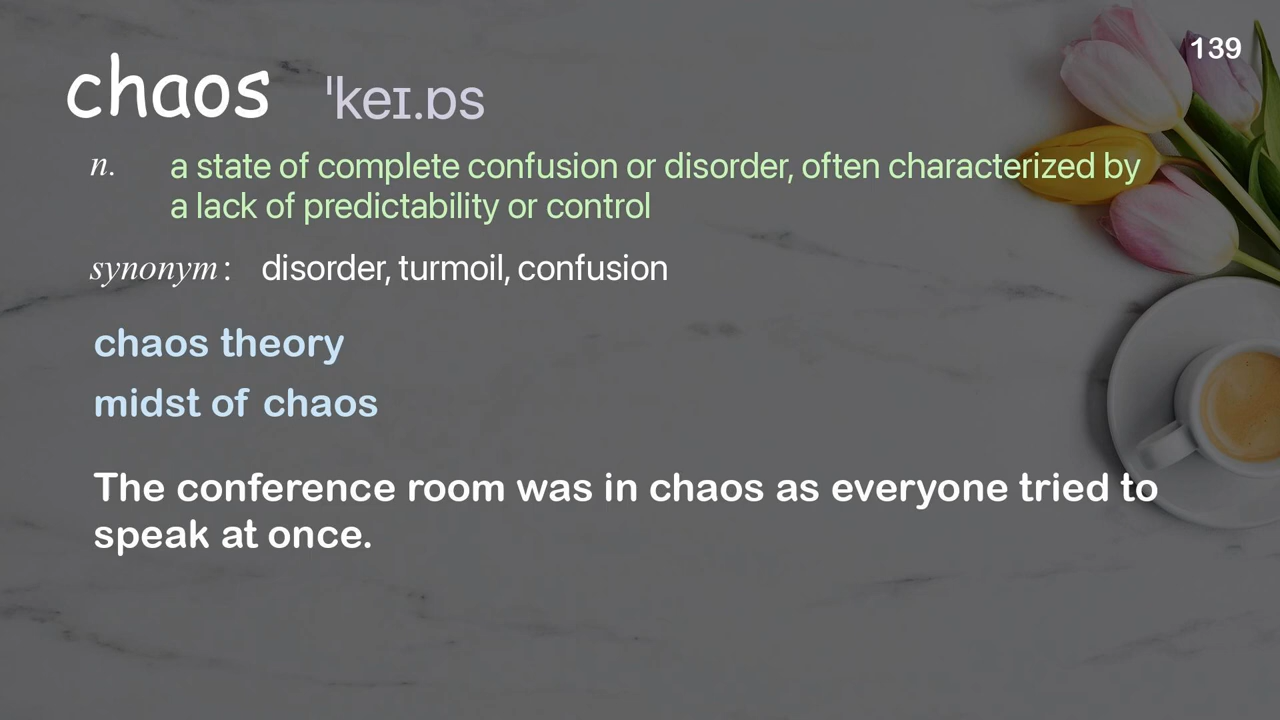 139
chaos ˈkeɪ.ɒs
n. a state of complete confusion or disorder, often characterized by
a lack of predictability or control
synonym: disorder, turmoil, confusion
chaos theory
midst of chaos
The conference room was in chaos as everyone tried to
speak at once.